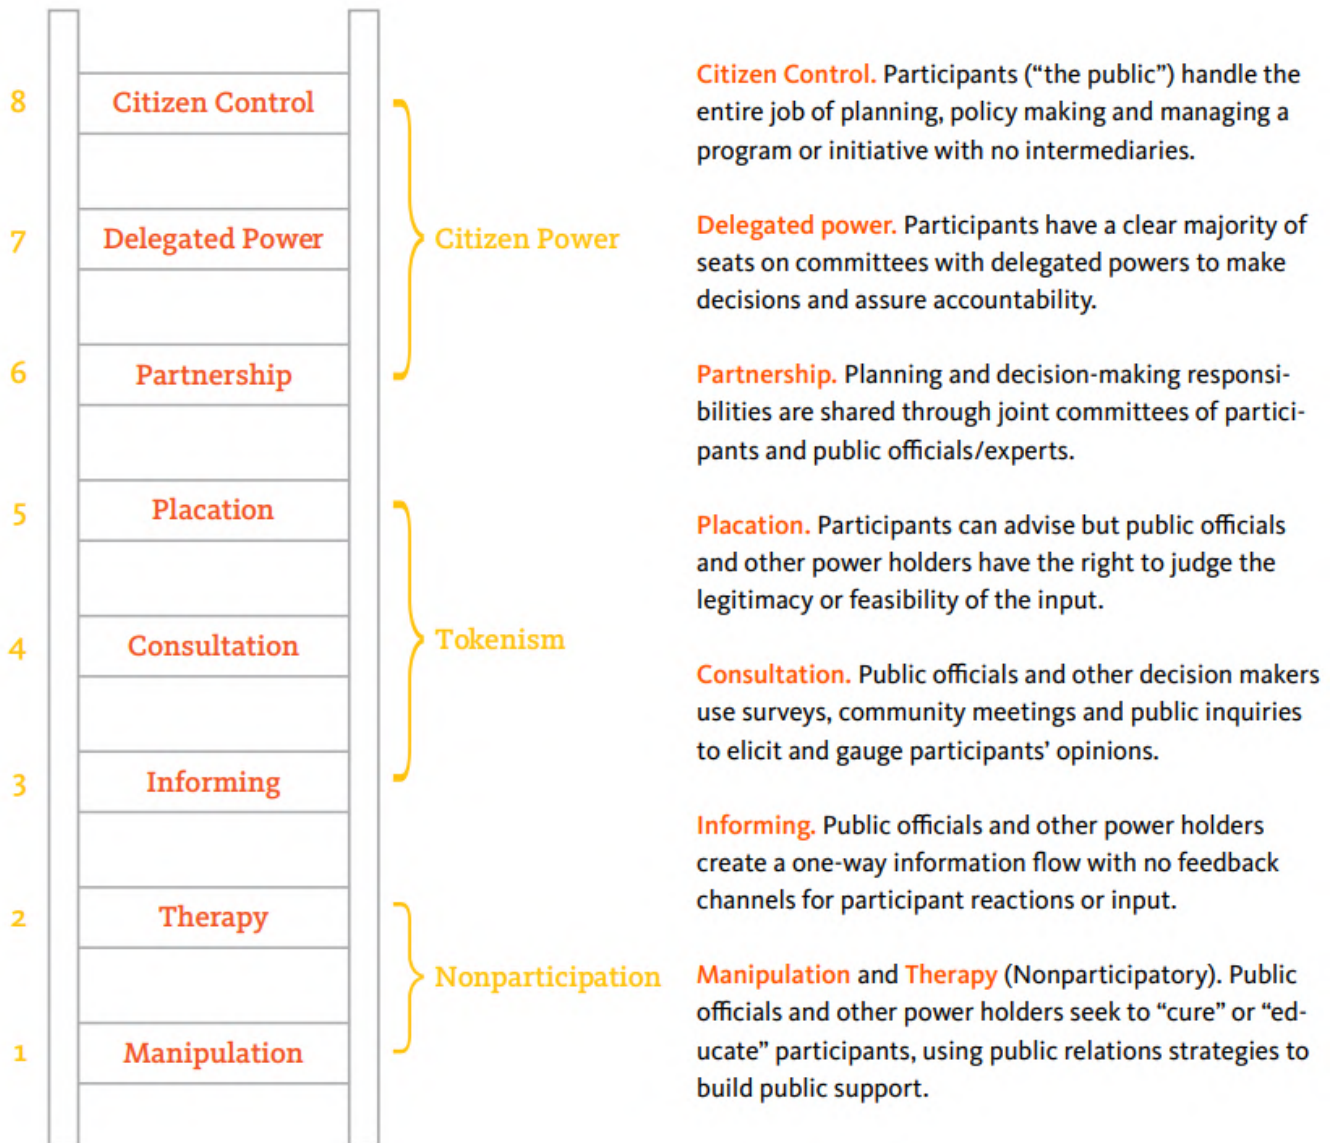 8
Citizen Control
7
Delegated Power
Citizen Power
6
Partnership
5
Placation
4
Consultation
Tokenism
3
Informing
2
Therapy
Nonparticipation
1
Manipulation
Citizen Control. Participants (“the public”) handle the
entire job of planning, policy making and managing a
program or initiative with no intermediaries.
Delegated power. Participants have a clear majority of
seats on committees with delegated powers to make
decisions and assure accountability.
Partnership. Planning and decision-making responsi-
bilities are shared through joint committees of partici-
pants and public officials/experts.
Placation. Participants can advise but public officials
and other power holders have the right to judge the
legitimacy or feasibility of the input.
Consultation. Public officials and other decision makers
use surveys, community meetings and public inquiries
to elicit and gauge participants’ opinions.
Informing. Public officials and other power holders
create a one-way information flow with no feedback
channels for participant reactions or input.
Manipulation and Therapy (Nonparticipatory). Public
officials and other power holders seek to “cure” or “ed-
ucate” participants, using public relations strategies to
build public support.